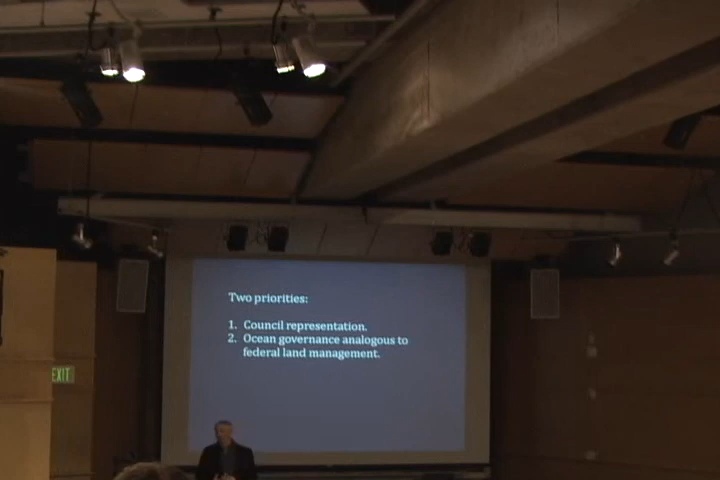 Two priorities:
1. Council representation.
2. Ocean governance analogous to
federal land management.
EXIT